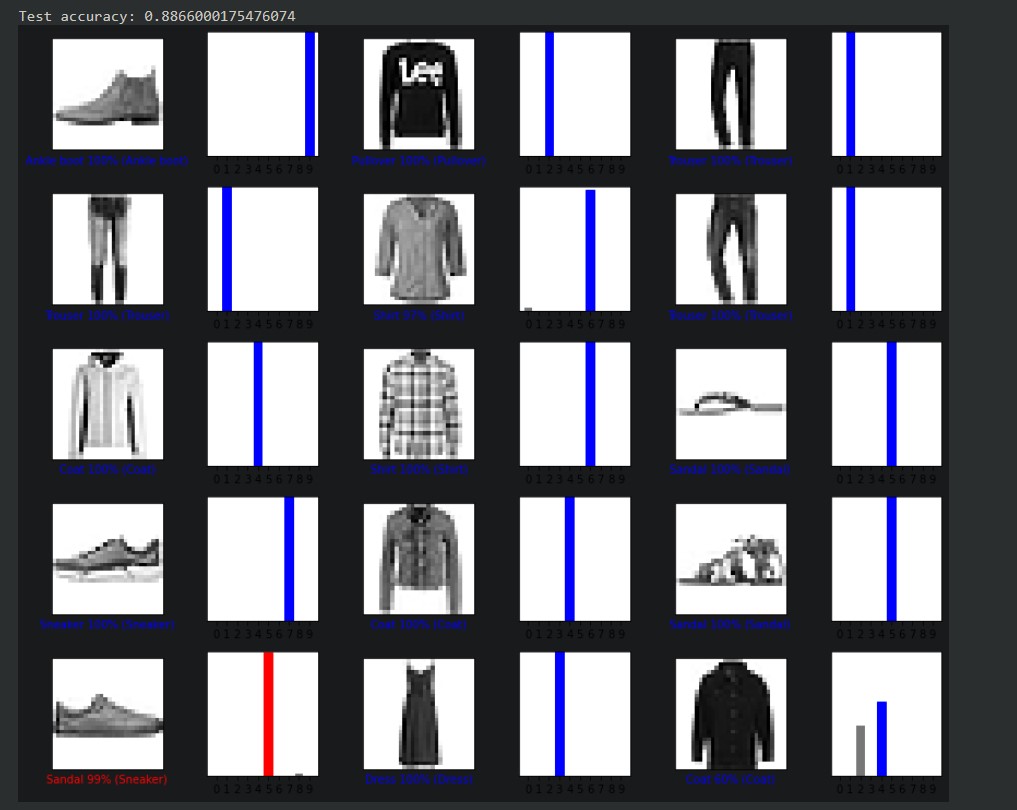 Test accuracy: 0.8866000175476074
Lee
Ankle boot 100% (Ankle boot) 0 1 2 3 4 5 6 7 8 9 Pullover 100% (Pullover) 0 1 2 3 4 5 6 7 8 9 Trouser 100% (Trouser) 0 1 2 3 4 5 6 7 8 9
Trouser 100% (Trouser) 0 1 2 3 4 5 6 7 8 9 Shirt 97% (Shirt) 0 1 2 3 4 5 6 7 8 9 Trouser 100% (Trouser) 0 1 2 3 4 5 6 7 8 9
Coat 100% (Coat) 0 1 2 3 4 5 6 7 8 9 Shirt 100% (Shirt) 0 1 2 3 4 5 6 7 8 9 Sandal 100% (Sandal) 0 1 2 3 4 5 6 7 8 9
Sneaker 100% (Sneaker) 0 1 2 3 4 5 6 7 8 9 Coat 100% (Coat) 0 1 2 3 4 5 6 7 8 9 Sandal 100% (Sandal) 0 1 2 3 4 5 6 7 8 9
Sandal 99% (Sneaker) 0 1 2 3 4 5 6 7 8 9 Dress 100% (Dress) 0 1 2 3 4 5 6 7 8 9 Coat 60% (Coat) 0 1 2 3 4 5 6 7 8 9